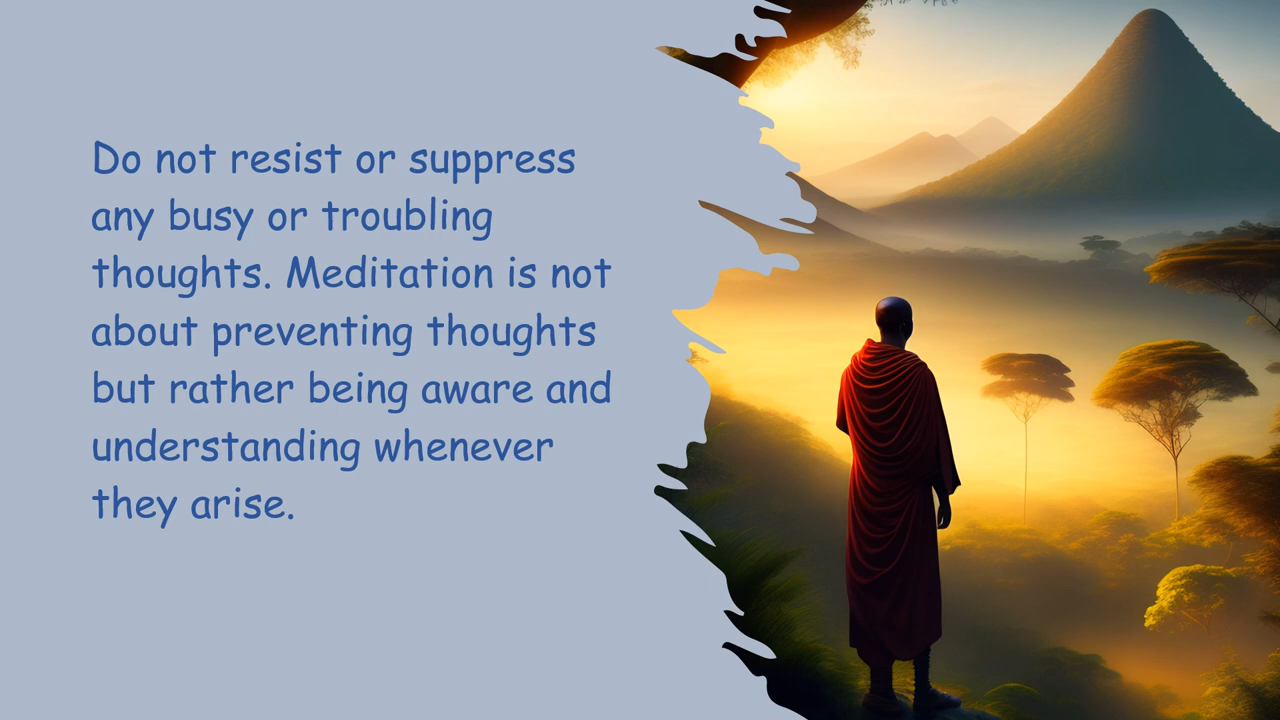 Do not resist or suppress
any busy or troubling
thoughts. Meditation is not
about preventing thoughts
but rather being aware and
understanding whenever
they arise.